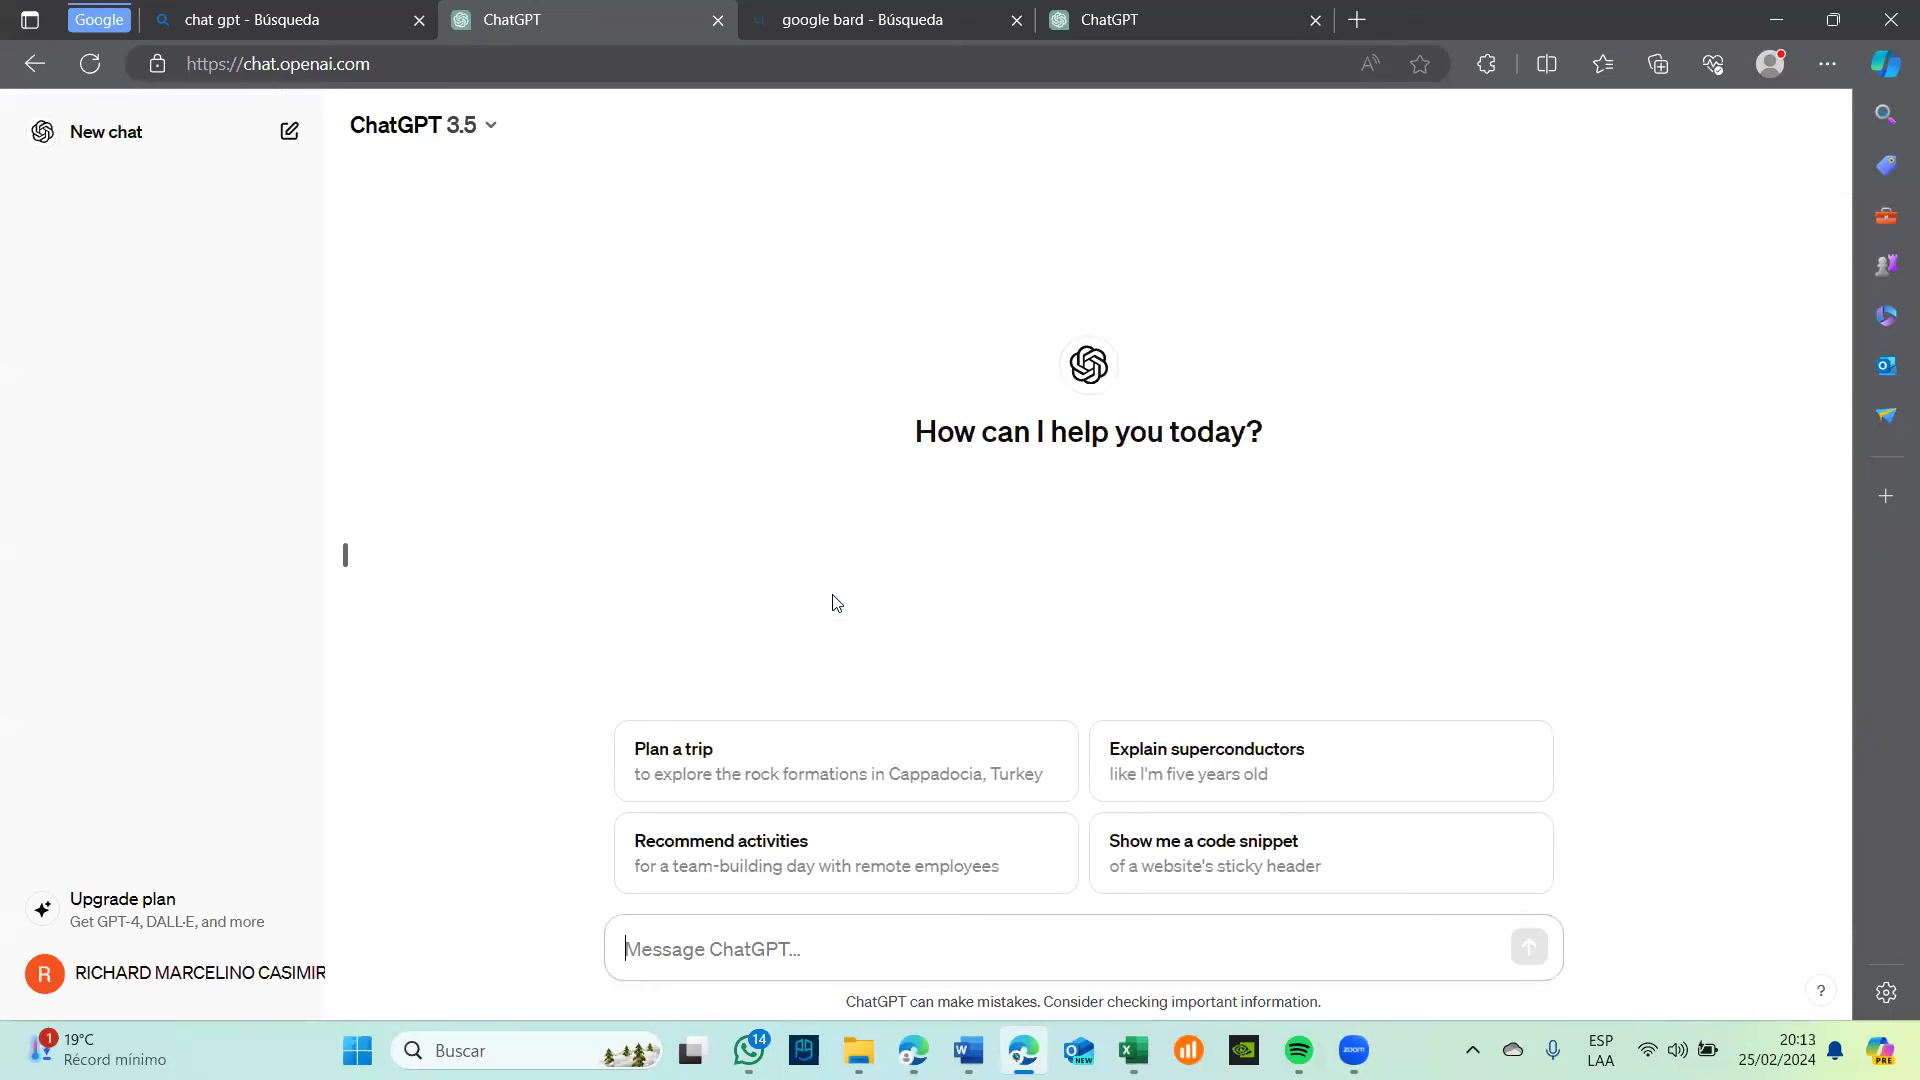 Google
chat gpt - Búsqueda
ChatGPT
google bard - Búsqueda
ChatGPT
https://chat.openai.com
New chat
ChatGPT 3.5
How can I help you today?
Plan a trip
to explore the rock formations in Cappadocia, Turkey
Explain superconductors
like I'm five years old
Recommend activities
for a team-building day with remote employees
Show me a code snippet
of a website's sticky header
Upgrade plan
Get GPT-4, DALL·E, and more
R
RICHARD MARCELINO CASIMIR
Message ChatGPT...
ChatGPT can make mistakes. Consider checking important information.
?
1
19°C
Récord mínimo
Buscar
14
NEW
zoom
ESP
LAA
20:13
25/02/2024
PRE